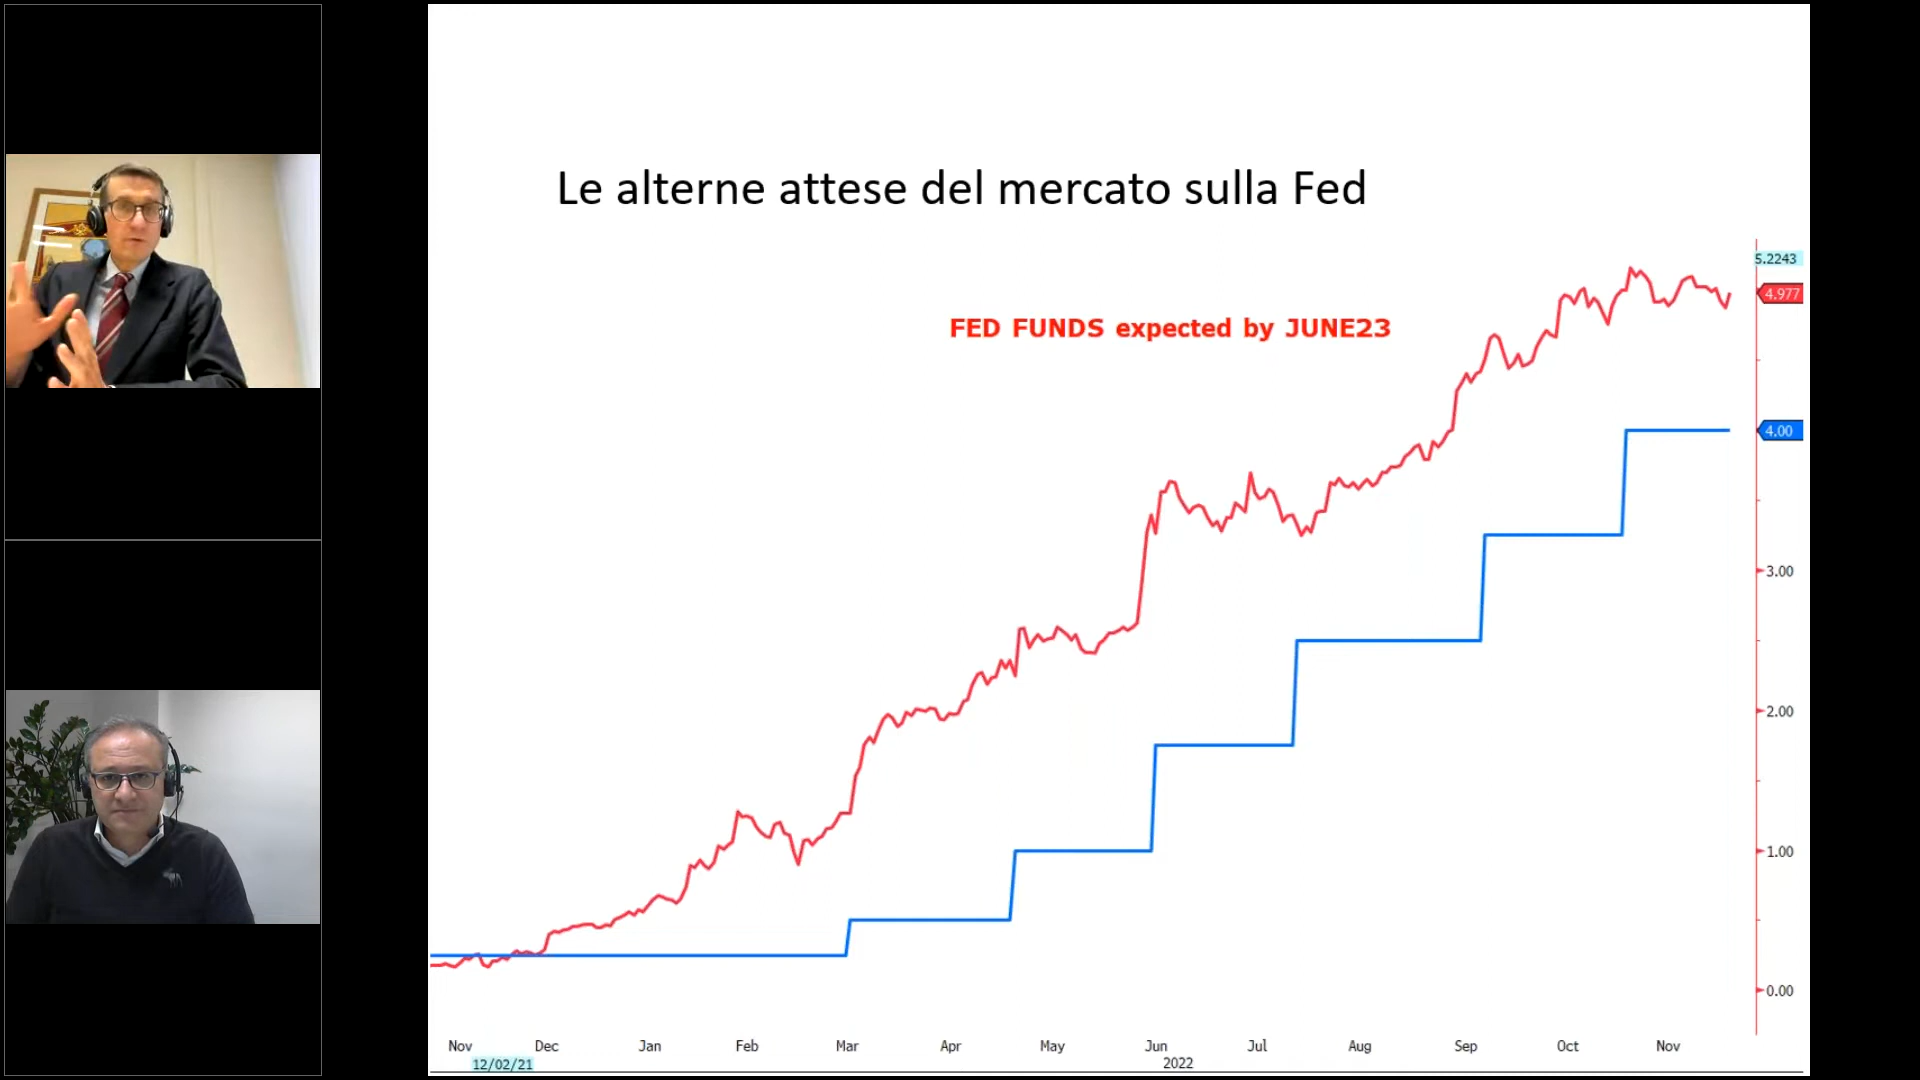 Le alterne attese del mercato sulla Fed
5.2243
4.977
FED FUNDS expected by JUNE23
4.00
3.00
2.00
1.00
0.00
Nov Dec Jan Feb Mar Apr May Jun Jul Aug Sep Oct Nov
12/02/21 2022